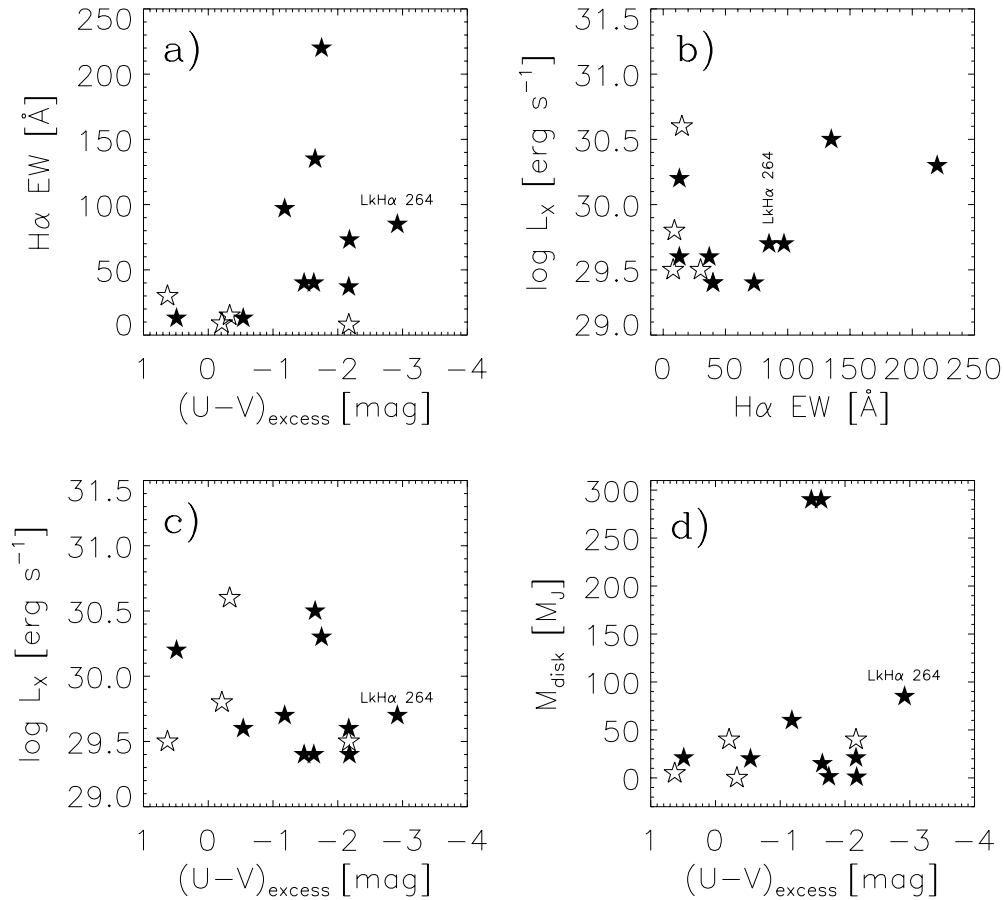 a)
Hα EW [Å]
250
200
150
100
50
0
LkHα 264
1 0 −1 −2 −3 −4
(U−V)excess [mag]
b)
log LX [erg s−1]
31.5
31.0
30.5
30.0
29.5
29.0
LkHα 264
0 50 100 150 200 250
Hα EW [Å]
c)
log LX [erg s−1]
31.5
31.0
30.5
30.0
29.5
29.0
LkHα 264
1 0 −1 −2 −3 −4
(U−V)excess [mag]
d)
Mdisk [MJ]
300
250
200
150
100
50
0
LkHα 264
1 0 −1 −2 −3 −4
(U−V)excess [mag]